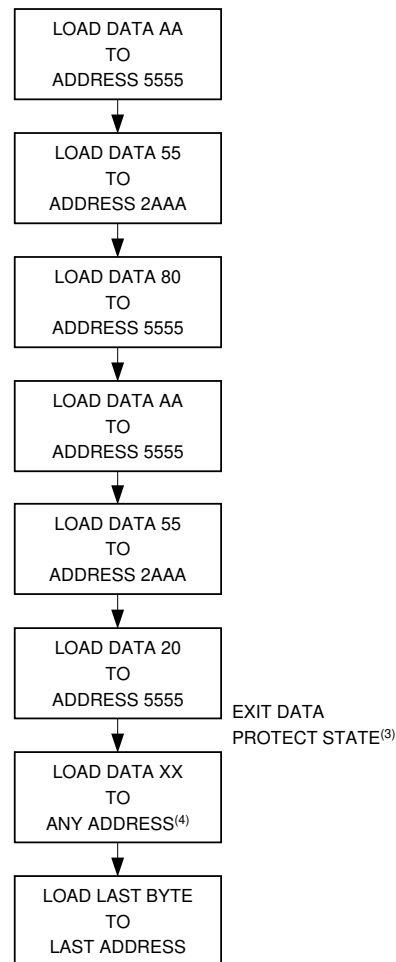 LOAD DATA AA
TO
ADDRESS 5555
LOAD DATA 55
TO
ADDRESS 2AAA
LOAD DATA 80
TO
ADDRESS 5555
LOAD DATA AA
TO
ADDRESS 5555
LOAD DATA 55
TO
ADDRESS 2AAA
LOAD DATA 20
TO
ADDRESS 5555
EXIT DATA
PROTECT STATE(3)
LOAD DATA XX
TO
ANY ADDRESS(4)
LOAD LAST BYTE
TO
LAST ADDRESS